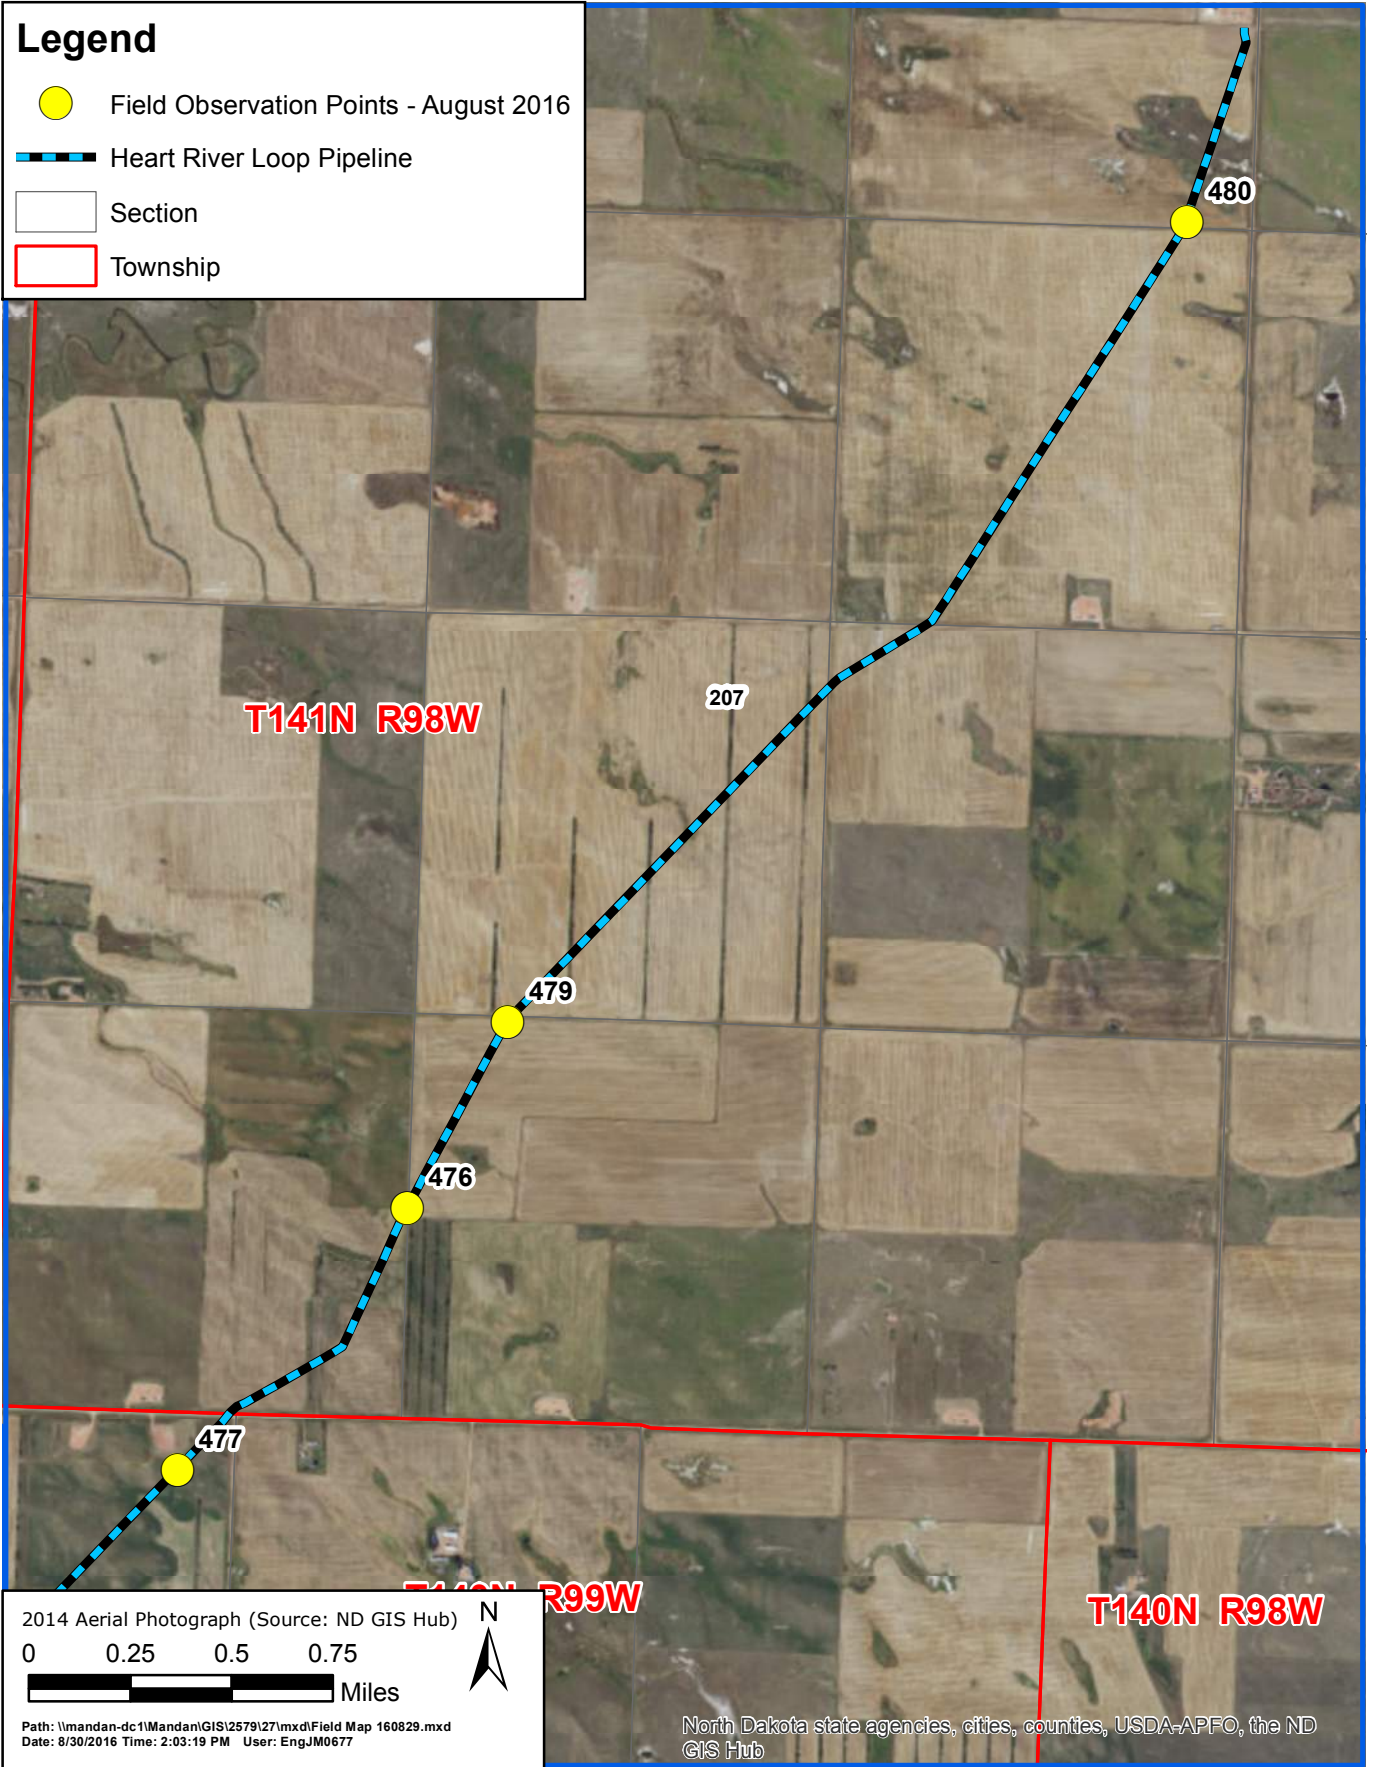 Legend
Field Observation Points - August 2016
Heart River Loop Pipeline
Section
Township
480
207
T141N R98W
479
476
477
R99W
T140N R98W
2014 Aerial Photograph (Source: ND GIS Hub)
N
0 0.25 0.5 0.75
Miles
Path: \\mandan-dc1\Mandan\GIS\2579\27\mxd\Field Map 160829.mxd
Date: 8/30/2016 Time: 2:03:19 PM User: EngJM0677
North Dakota state agencies, cities, counties, USDA-APFO, the ND
GIS Hub